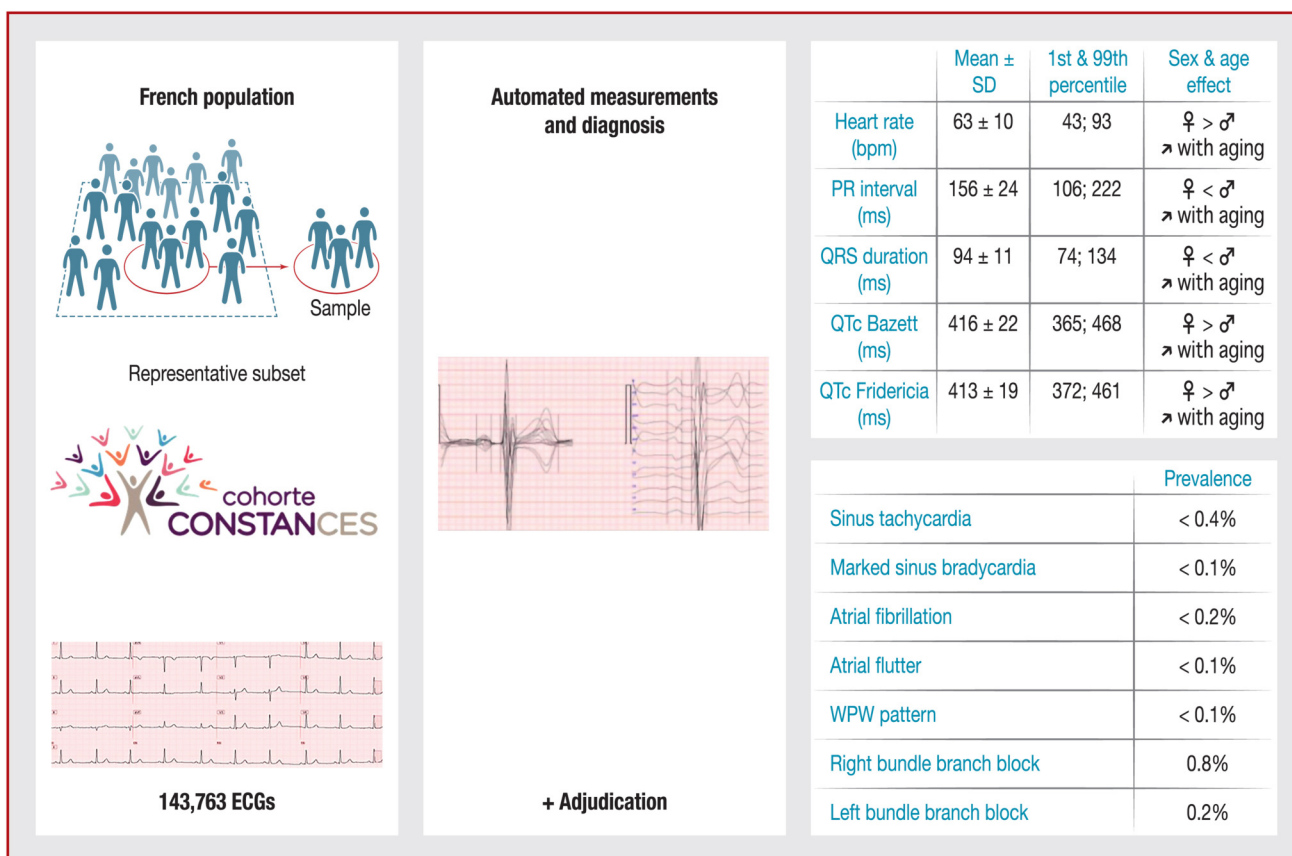 French population
Sample
Representative subset
cohorte
CONSTANCES
143,763 ECGs
Automated measurements
and diagnosis
+ Adjudication
Mean ± SD 1st & 99th percentile Sex & age effect
Heart rate (bpm) 63 ± 10 43; 93 ♀ > ♂ ↗ with aging
PR interval (ms) 156 ± 24 106; 222 ♀ < ♂ ↗ with aging
QRS duration (ms) 94 ± 11 74; 134 ♀ < ♂ ↗ with aging
QTc Bazett (ms) 416 ± 22 365; 468 ♀ > ♂ ↗ with aging
QTc Fridericia (ms) 413 ± 19 372; 461 ♀ > ♂ ↗ with aging
Prevalence
Sinus tachycardia < 0.4%
Marked sinus bradycardia < 0.1%
Atrial fibrillation < 0.2%
Atrial flutter < 0.1%
WPW pattern < 0.1%
Right bundle branch block 0.8%
Left bundle branch block 0.2%